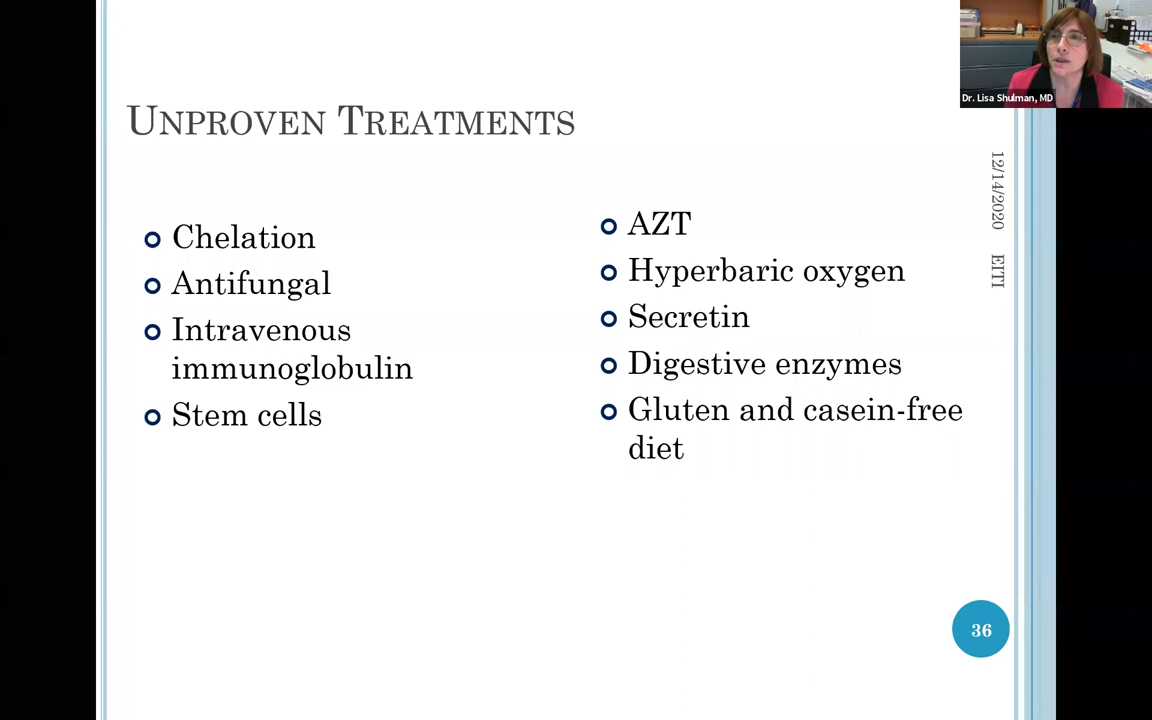 Dr. Lisa Shulman, MD
UNPROVEN TREATMENTS
Chelation
Antifungal
Intravenous
immunoglobulin
Stem cells
AZT
Hyperbaric oxygen
Secretin
Digestive enzymes
Gluten and casein-free
diet
12/14/2020 EITI
36